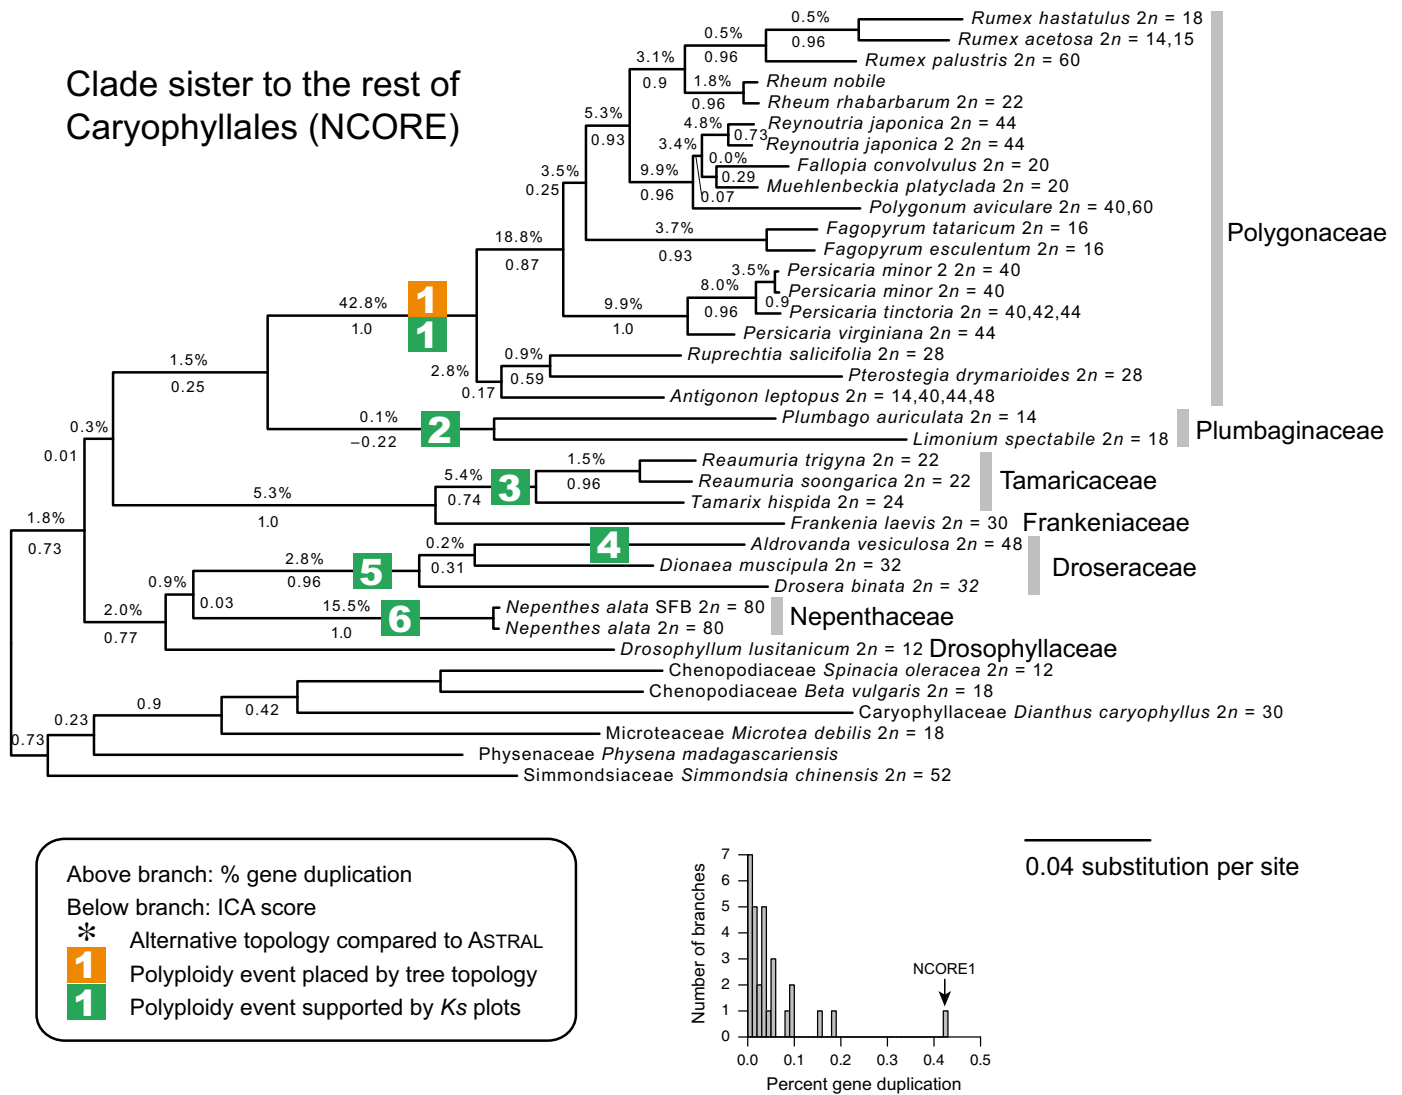 Clade sister to the rest of
Caryophyllales (NCORE)
0.5%
Rumex hastatulus 2n = 18
0.5%
0.96
Rumex acetosa 2n = 14,15
3.1%
0.96
Rumex palustris 2n = 60
0.9
1.8%
Rheum nobile
0.96
Rheum rhabarbarum 2n = 22
5.3%
4.8%
Reynoutria japonica 2n = 44
0.93
0.73
3.4%
Reynoutria japonica 2 2n = 44
0.0%
Fallopia convolvulus 2n = 20
3.5%
9.9%
0.29
0.25
0.96
0.07
Muehlenbeckia platyclada 2n = 20
Polygonum aviculare 2n = 40,60
3.7%
Fagopyrum tataricum 2n = 16
Polygonaceae
18.8%
0.93
Fagopyrum esculentum 2n = 16
0.87
3.5%
Persicaria minor 2 2n = 40
8.0%
Persicaria minor 2n = 40
42.8%
1
9.9%
0.96
0.9
Persicaria tinctoria 2n = 40,42,44
1.0
1
1.0
Persicaria virginiana 2n = 44
1.5%
0.9%
Ruprechtia salicifolia 2n = 28
0.25
2.8%
0.59
Pterostegia drymarioides 2n = 28
0.17
Antigonon leptopus 2n = 14,40,44,48
0.1%
2
Plumbago auriculata 2n = 14
0.3%
−0.22
Limonium spectabile 2n = 18
Plumbaginaceae
0.01
1.5%
Reaumuria trigyna 2n = 22
5.4%
3
0.96
Reaumuria soongarica 2n = 22
Tamaricaceae
5.3%
0.74
Tamarix hispida 2n = 24
1.0
Frankenia laevis 2n = 30
Frankeniaceae
1.8%
0.2%
4
Aldrovanda vesiculosa 2n = 48
0.73
2.8%
5
0.31
Dionaea muscipula 2n = 32
Droseraceae
0.9%
0.96
Drosera binata 2n = 32
2.0%
0.03
15.5%
6
Nepenthes alata SFB 2n = 80
Nepenthaceae
0.77
1.0
Nepenthes alata 2n = 80
Drosophyllum lusitanicum 2n = 12
Drosophyllaceae
Chenopodiaceae Spinacia oleracea 2n = 12
Chenopodiaceae Beta vulgaris 2n = 18
0.9
0.42
Caryophyllaceae Dianthus caryophyllus 2n = 30
0.23
Microteaceae Microtea debilis 2n = 18
0.73
Physenaceae Physena madagascariensis
Simmondsiaceae Simmondsia chinensis 2n = 52
Above branch: % gene duplication
Below branch: ICA score
* Alternative topology compared to ASTRAL
1 Polyploidy event placed by tree topology
1 Polyploidy event supported by Ks plots
Number of branches
7
6
5
4
3
2
1
0
NCORE1
0.0 0.1 0.2 0.3 0.4 0.5
Percent gene duplication
0.04 substitution per site